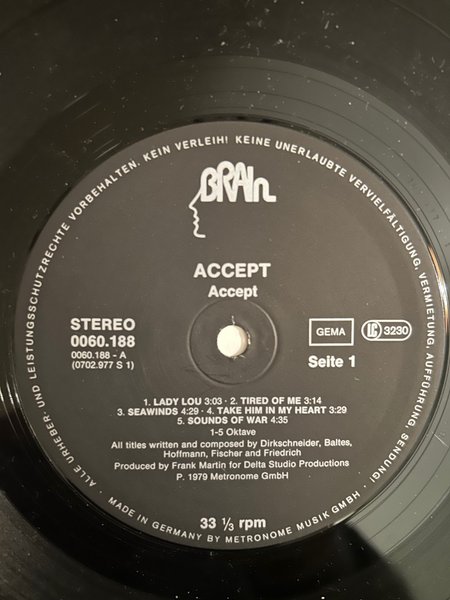 ALLE URHEBER UND LEISTUNGSSCHUTZRECHTE VORBEHALTEN. KEIN VERLEIH! KEINE UNERLAUBTE VERVIELFÄLTIGUNG, VERMIETUNG, AUFFÜHRUNG, SENDUNG!
BRAIN
ACCEPT
Accept
STEREO
0060.188
0060.188 - A
(0702.977 S 1)
GEMA
LC 3230
Seite 1
1. LADY LOU 3:03 · 2. TIRED OF ME 3:14
3. SEAWINDS 4:29 · 4. TAKE HIM IN MY HEART 3:29
5. SOUNDS OF WAR 4:35
1-5 Oktave
All titles written and composed by Dirkschneider, Baltes,
Hoffmann, Fischer and Friedrich
Produced by Frank Martin for Delta Studio Productions
P. 1979 Metronome GmbH
33 1/3 rpm
MADE IN GERMANY BY METRONOME MUSIK GMBH